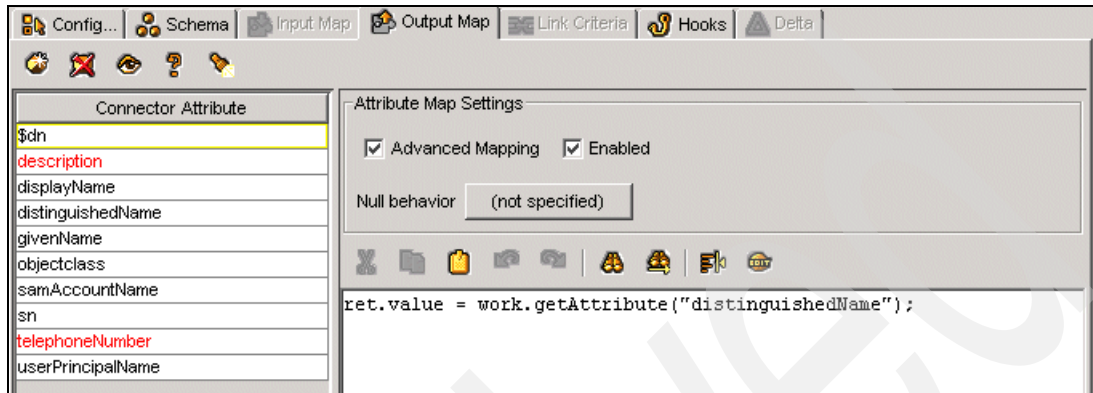 Config... Schema Input Map Output Map Link Criteria Hooks Delta
Connector Attribute
$dn
description
displayName
distinguishedName
givenName
objectclass
samAccountName
sn
telephoneNumber
userPrincipalName
Attribute Map Settings
Advanced Mapping Enabled
Null behavior (not specified)
EDIT
ret.value = work.getAttribute("distinguishedName");